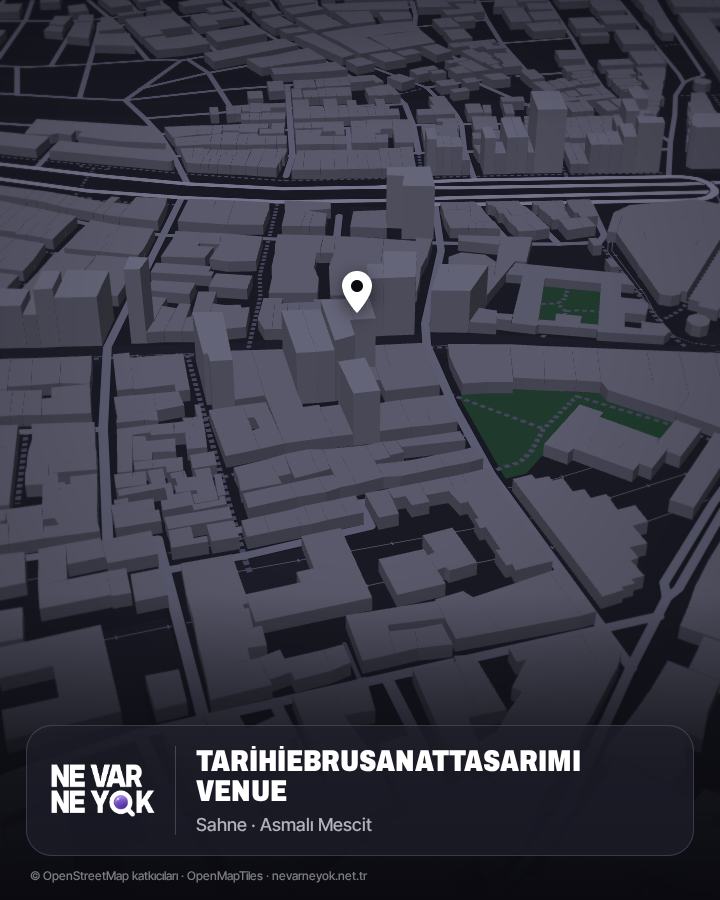 NE VAR
NE YOK
TARİHİEBRUSANATTASARIMI
VENUE
Sahne · Asmalı Mescit
© OpenStreetMap katkıcıları · OpenMapTiles · nevarneyok.net.tr